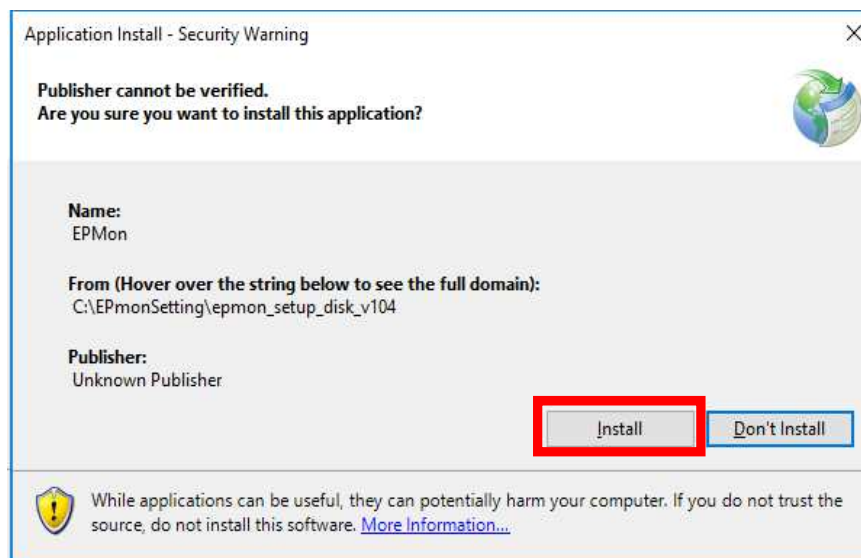 Application Install - Security Warning
Publisher cannot be verified.
Are you sure you want to install this application?
Name:
EPMon
From (Hover over the string below to see the full domain):
C:\EPmonSetting\epmon_setup_disk_v104
Publisher:
Unknown Publisher
Install
Don't Install
While applications can be useful, they can potentially harm your computer. If you do not trust the
source, do not install this software. More Information...